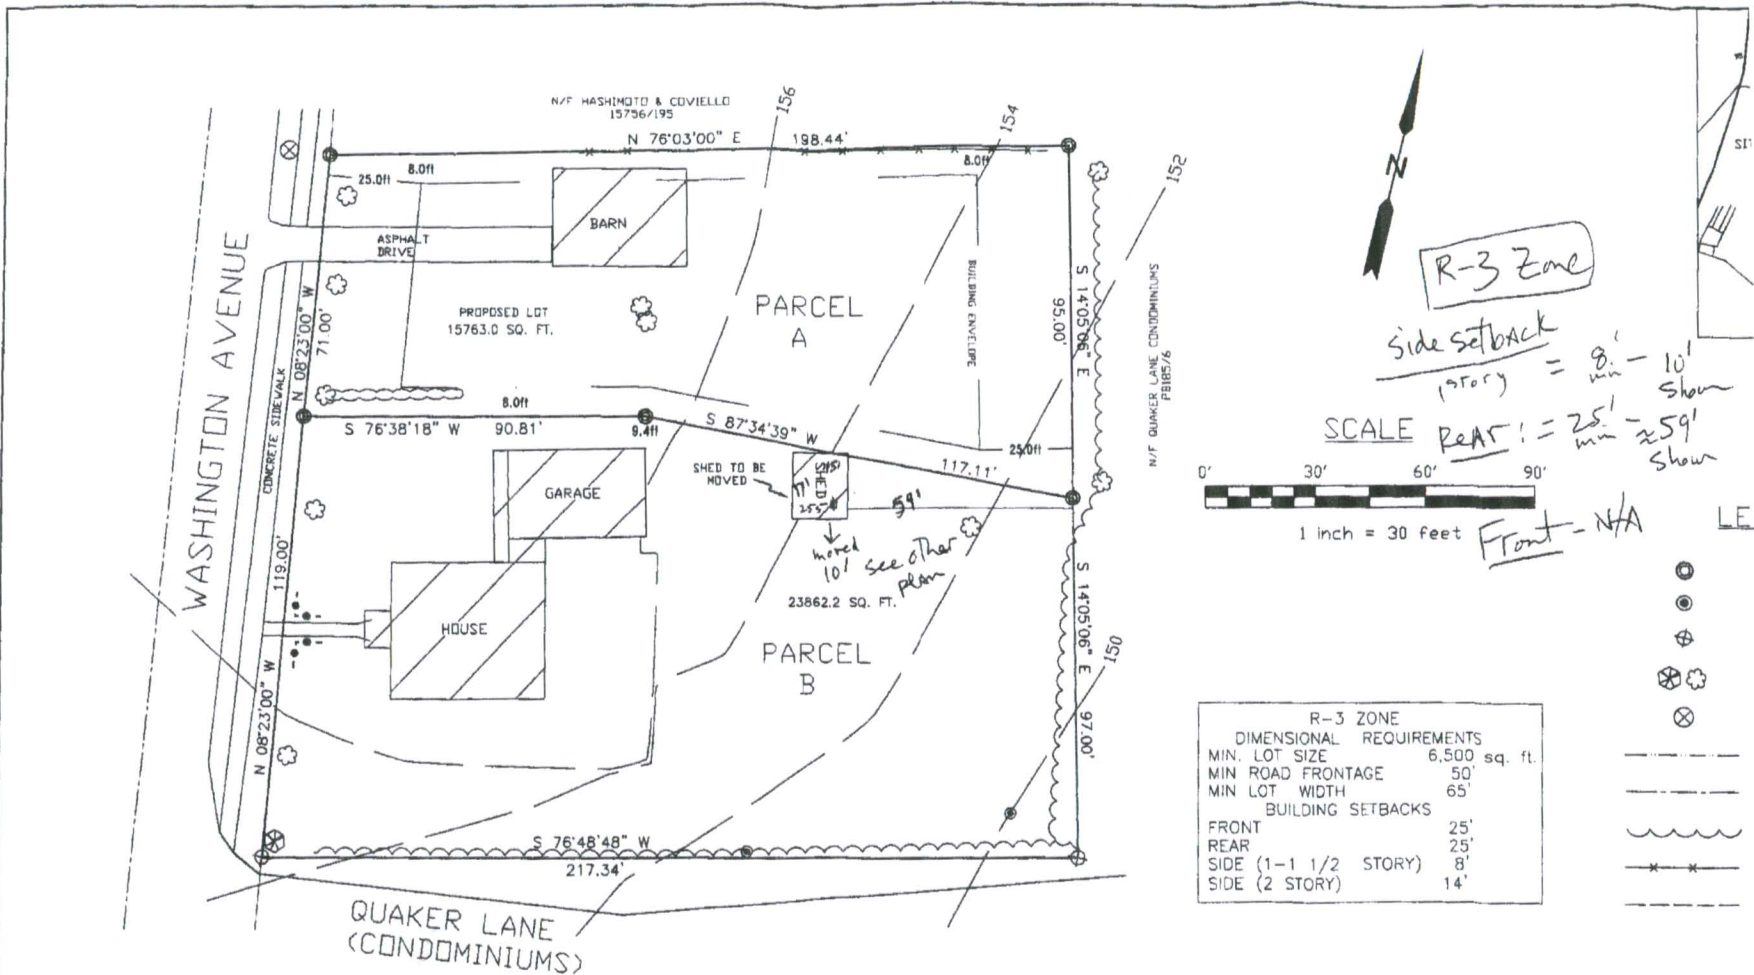 N/F HASHIMOTO & COVIELLO
15756/195
N 76°03'00" E 198.44'
156
154
152
8.0ft
25.0ft
8.0ft
BARN
ASPHALT
DRIVE
WASHINGTON AVENUE
CONCRETE SIDEWALK
N 08°23'00" W
71.00'
PROPOSED LOT
15763.0 SQ. FT.
PARCEL
A
BUILDING ENVELOPE
S 14°05'06" E
95.00'
N/F QUAKER LANE CONDOMINIUMS
PB185/6
8.0ft
S 76°38'18" W 90.81'
9.4ft
S 87°34'39" W
117.11'
25.0ft
SHED TO BE
MOVED
SHED
17'
59'
GARAGE
moved
10'
see other
plan
23862.2 SQ. FT.
PARCEL
B
HOUSE
119.00'
N 08°23'00" W
S 14°05'06" E
97.00'
150
S 76°48'48" W
217.34'
QUAKER LANE
(CONDOMINIUMS)
N
R-3 Zone
Side Setback
1 story = 8' min - 10' shown
SCALE
Rear: = 25' min - ≈59' shown
0' 30' 60' 90'
1 inch = 30 feet
Front - N/A
LE
SIT
R-3 ZONE
DIMENSIONAL REQUIREMENTS
MIN. LOT SIZE 6,500 sq. ft.
MIN ROAD FRONTAGE 50'
MIN LOT WIDTH 65'
BUILDING SETBACKS
FRONT 25'
REAR 25'
SIDE (1-1 1/2 STORY) 8'
SIDE (2 STORY) 14'